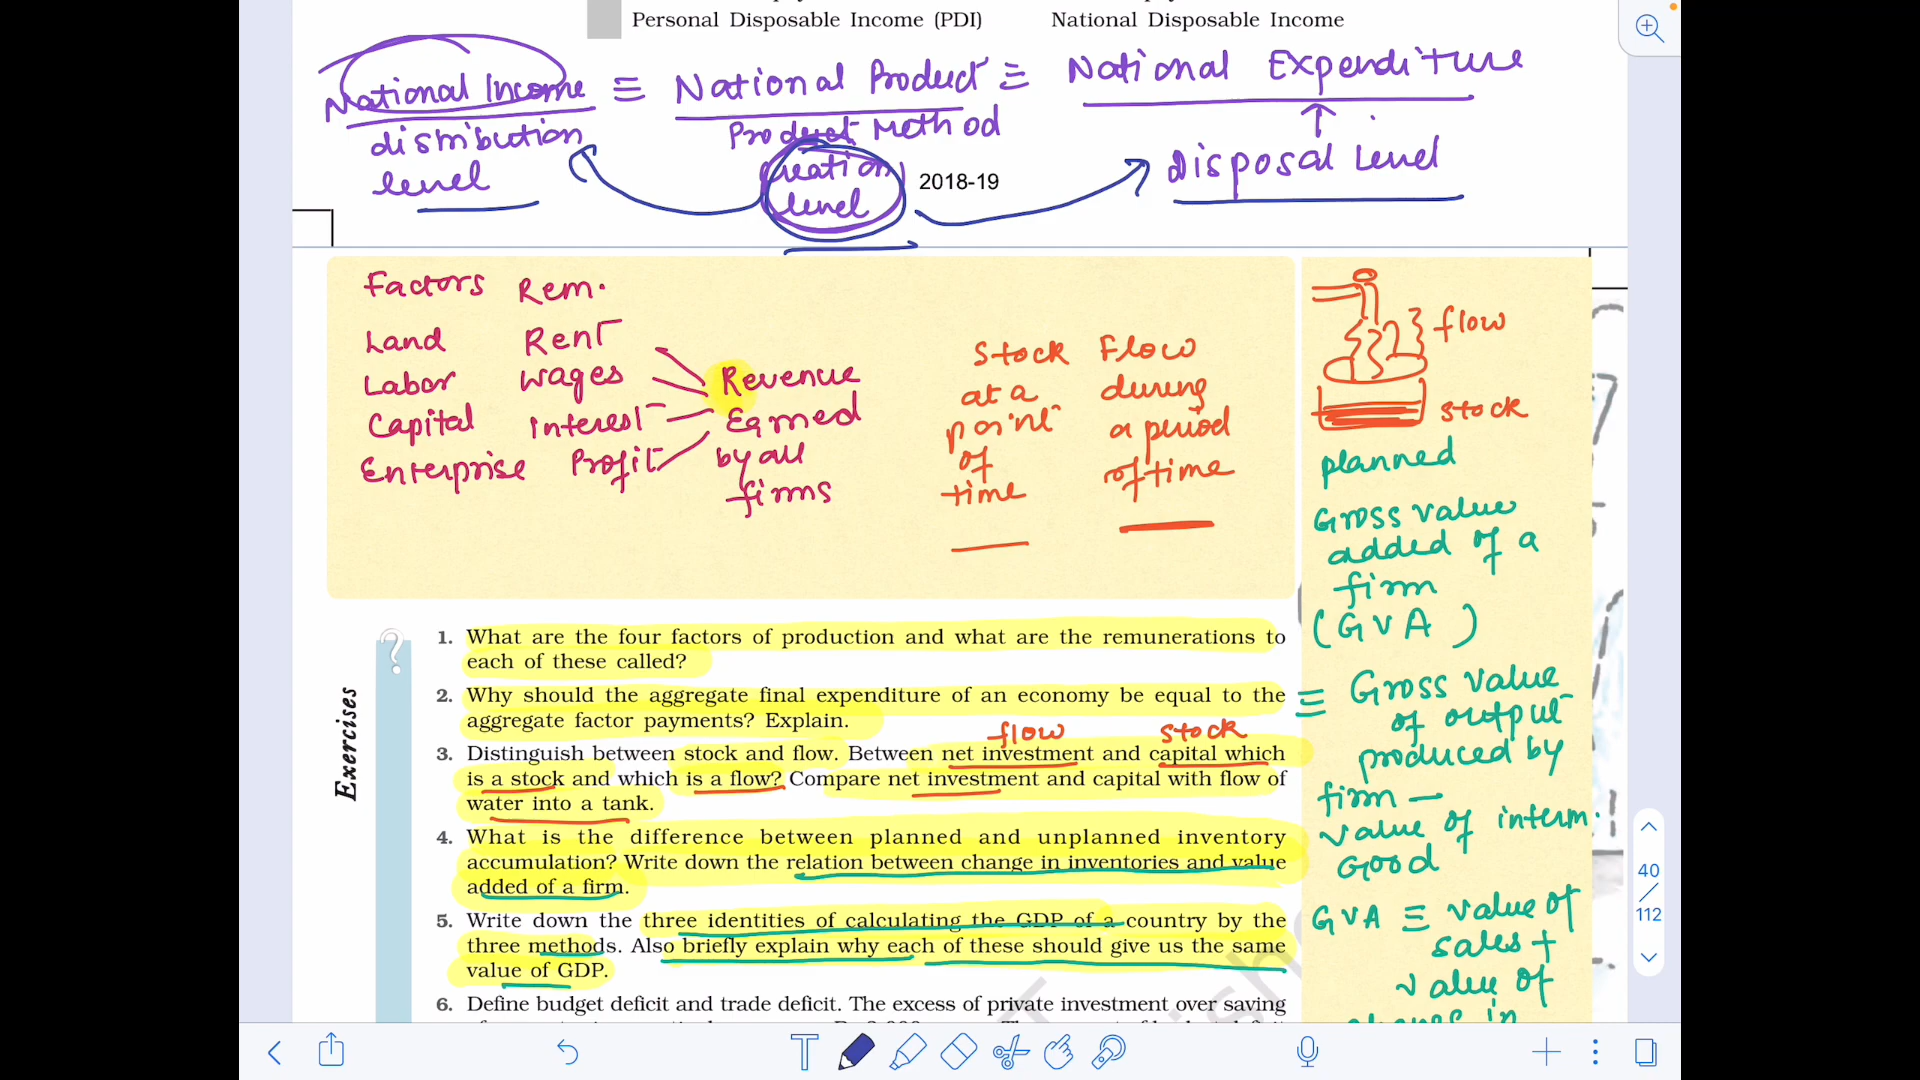 Personal Disposable Income (PDI) National Disposable Income
National Income ≡ National Product ≡ National Expenditure
distribution level
Product Method
creation level
2018-19
Disposal level
Factors Rem.
Land Rent
Labor Wages
Capital Interest
Enterprise Profit
Revenue
Earned
by all
firms
Stock
at a
point
of
time
Flow
during
a period
of time
flow
stock
planned
Gross value
added of a
firm
(GVA)
≡ Gross value
of output
produced by
firm -
value of interm.
Good
GVA ≡ value of
sales +
value of
change in
Exercises
?
1. What are the four factors of production and what are the remunerations to
each of these called?
2. Why should the aggregate final expenditure of an economy be equal to the
aggregate factor payments? Explain.
flow stock
3. Distinguish between stock and flow. Between net investment and capital which
is a stock and which is a flow? Compare net investment and capital with flow of
water into a tank.
4. What is the difference between planned and unplanned inventory
accumulation? Write down the relation between change in inventories and value
added of a firm.
5. Write down the three identities of calculating the GDP of a country by the
three methods. Also briefly explain why each of these should give us the same
value of GDP.
6. Define budget deficit and trade deficit. The excess of private investment over saving
40
/
112
T